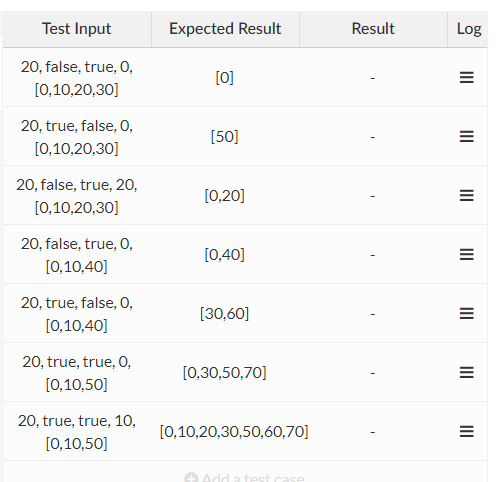 Test Input Expected Result Result Log
20, false, true, 0,
[0,10,20,30] [0] -
20, true, false, 0,
[0,10,20,30] [50] -
20, false, true, 20,
[0,10,20,30] [0,20] -
20, false, true, 0,
[0,10,40] [0,40] -
20, true, false, 0,
[0,10,40] [30,60] -
20, true, true, 0,
[0,10,50] [0,30,50,70] -
20, true, true, 10,
[0,10,50] [0,10,20,30,50,60,70] -
Add a test case